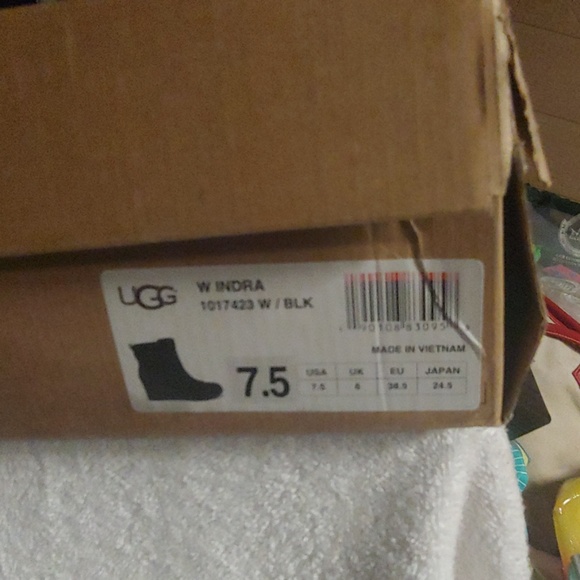 UGG
W INDRA
1017423 W / BLK
MADE IN VIETNAM
7.5
USA UK EU JAPAN
7.5 6 38.5 24.5